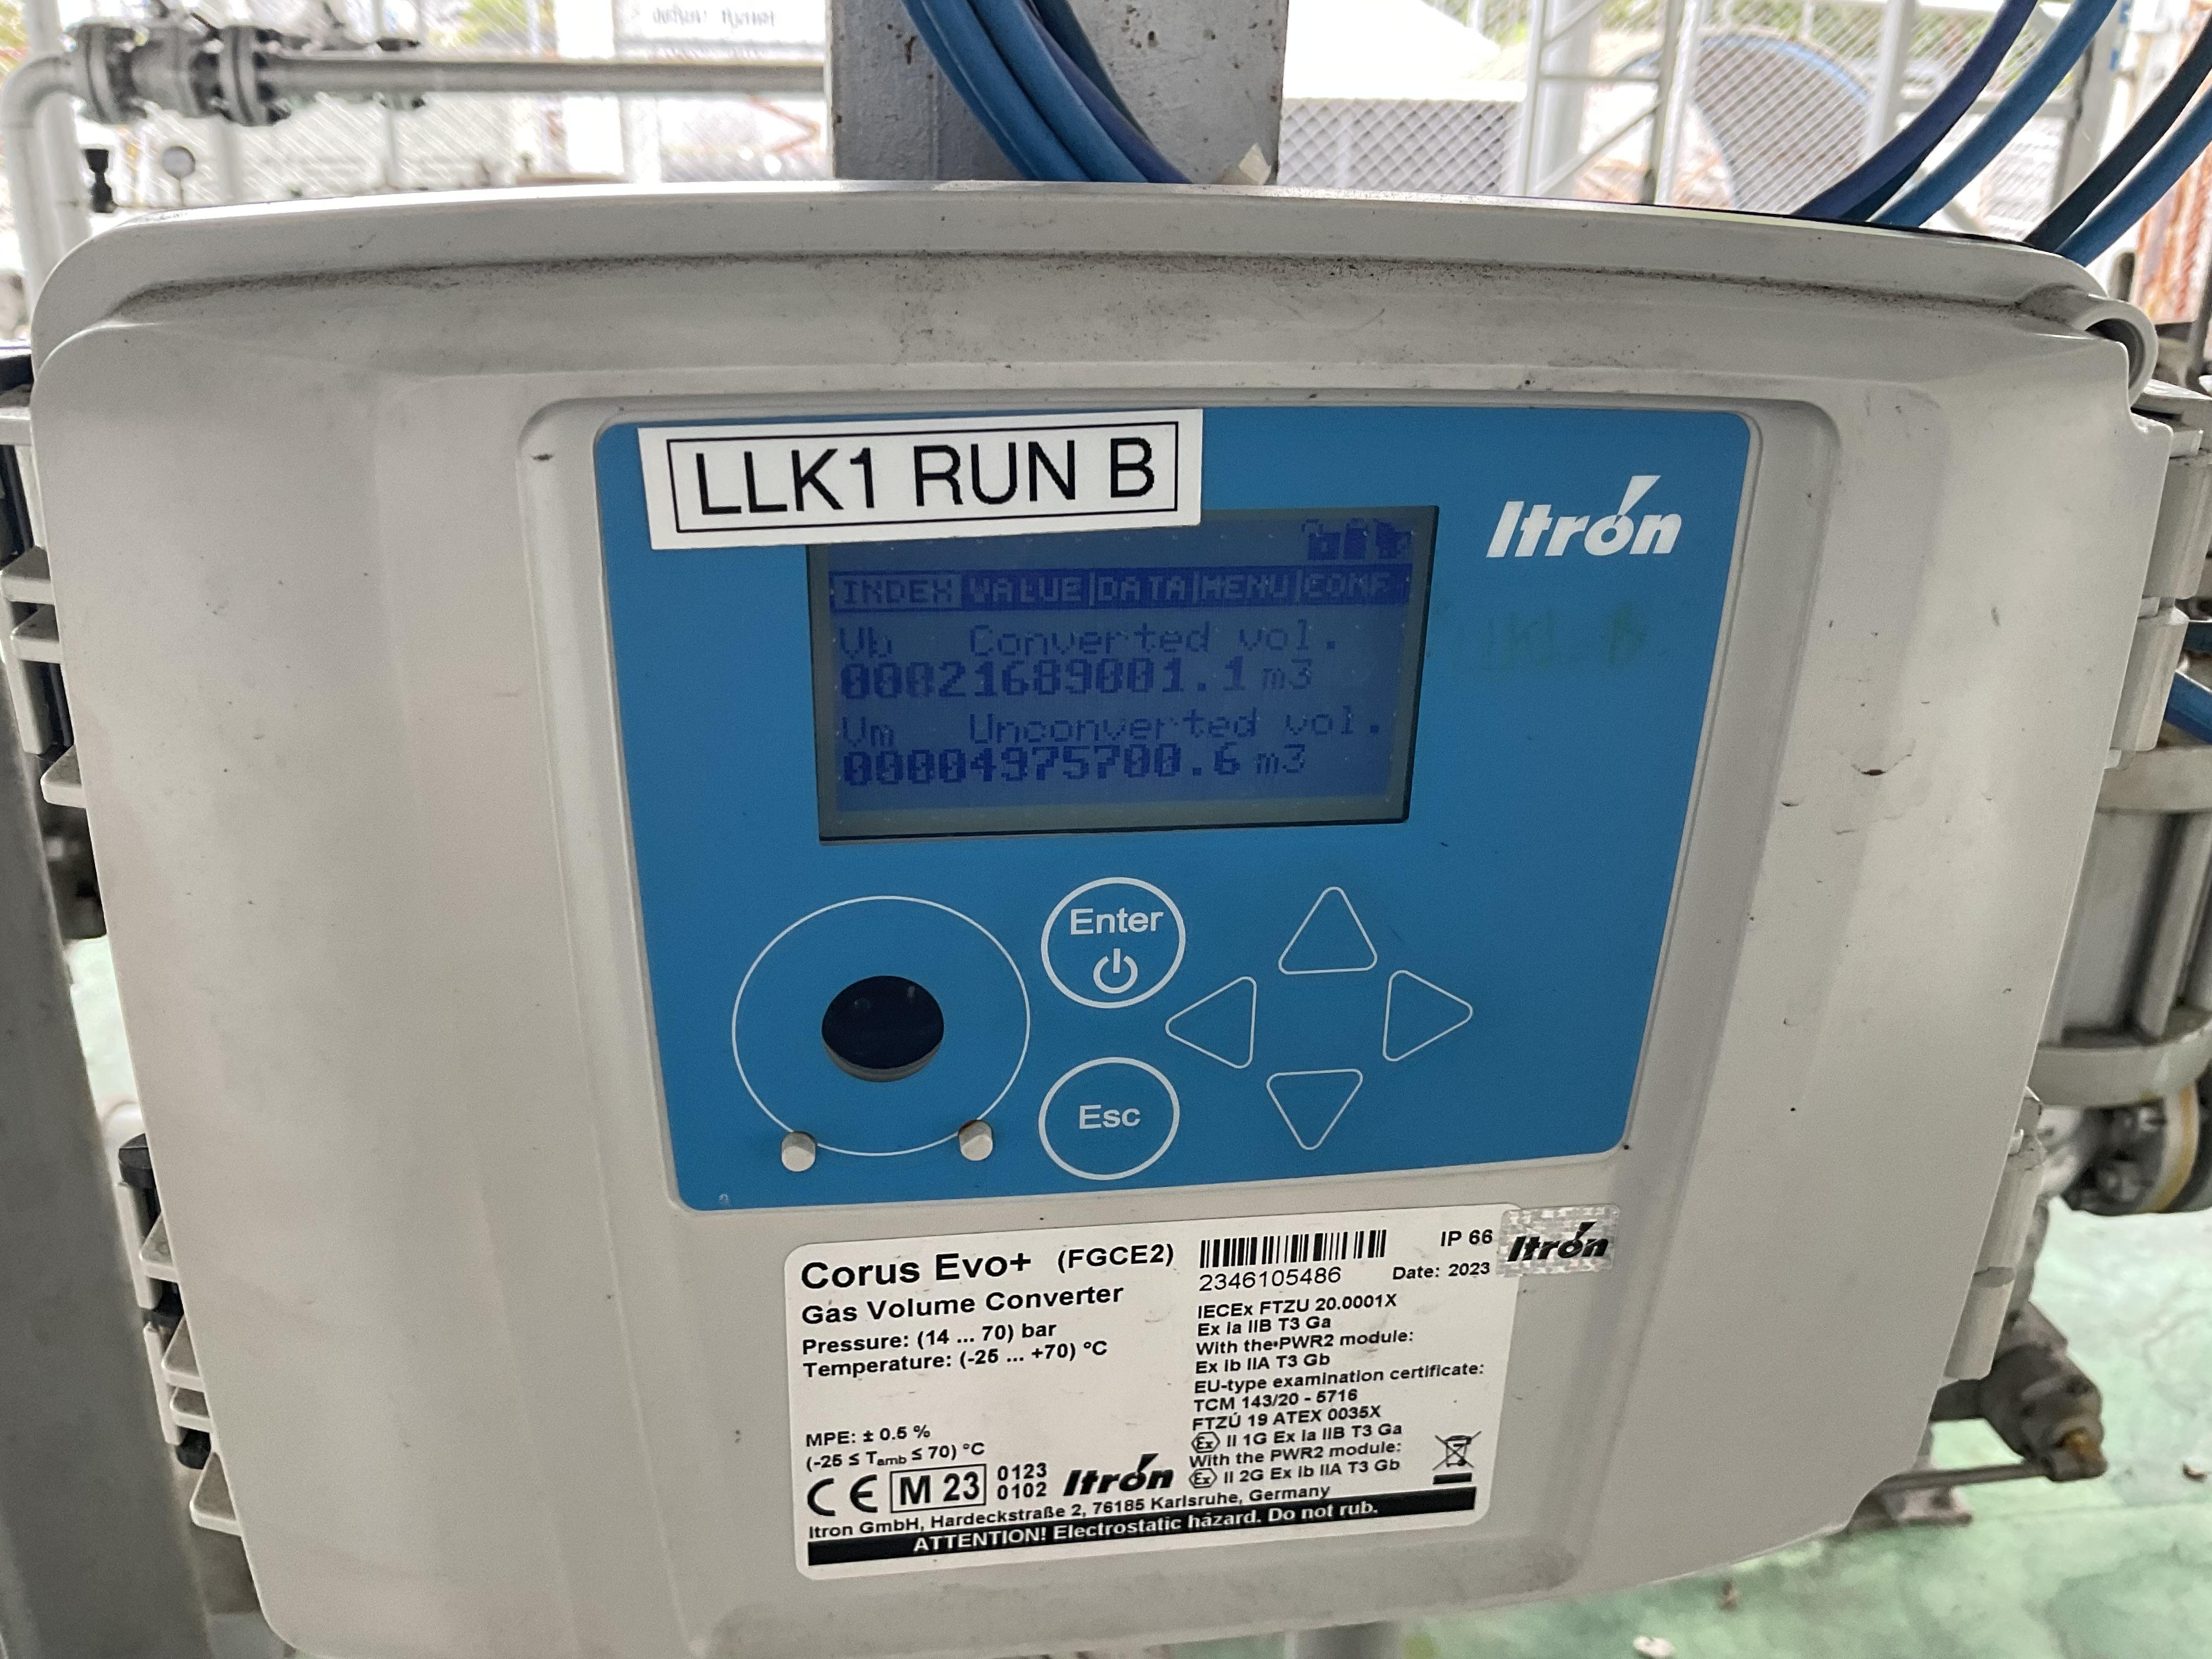 LLK1 RUN B
Itrón
INDEX VALUE|DATA|MENU|CONF
Vb Converted vol.
00021689001.1 m3
Vm Unconverted vol.
00004975700.6 m3
Enter
Esc
Corus Evo+ (FGCE2)
Gas Volume Converter
Pressure: (14 ... 70) bar
Temperature: (-25 ... +70) °C
MPE: ± 0.5 %
(-25 ≤ Tamb ≤ 70) °C
CE M 23 0123
0102 Itrón
2346105486
IP 66
Date: 2023
Itrón
IECEx FTZU 20.0001X
Ex ia IIB T3 Ga
With the PWR2 module:
Ex ib IIA T3 Gb
EU-type examination certificate:
TCM 143/20 - 5716
FTZÚ 19 ATEX 0035X
Ex II 1G Ex ia IIB T3 Ga
With the PWR2 module:
Ex II 2G Ex ib IIA T3 Gb
Itron GmbH, Hardeckstraße 2, 76185 Karlsruhe, Germany
ATTENTION! Electrostatic hazard. Do not rub.